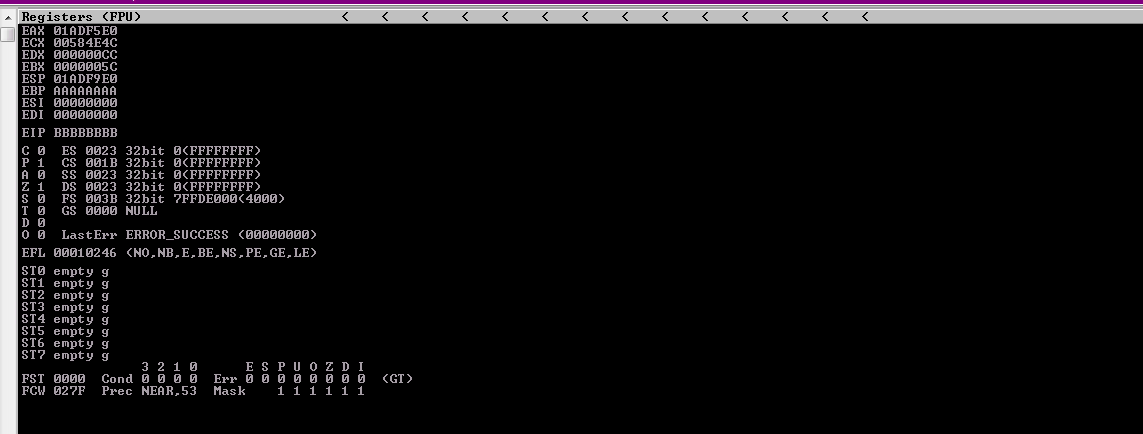 Registers (FPU) < < < < < < < < < < < < < <
EAX 01ADF5E0
ECX 00584E4C
EDX 000000CC
EBX 0000005C
ESP 01ADF9E0
EBP AAAAAAAA
ESI 00000000
EDI 00000000
EIP BBBBBBBB
C 0 ES 0023 32bit 0(FFFFFFFF)
P 1 CS 001B 32bit 0(FFFFFFFF)
A 0 SS 0023 32bit 0(FFFFFFFF)
Z 1 DS 0023 32bit 0(FFFFFFFF)
S 0 FS 003B 32bit 7FFDE000(4000)
T 0 GS 0000 NULL
D 0
O 0 LastErr ERROR_SUCCESS (00000000)
EFL 00010246 (NO,NB,E,BE,NS,PE,GE,LE)
ST0 empty g
ST1 empty g
ST2 empty g
ST3 empty g
ST4 empty g
ST5 empty g
ST6 empty g
ST7 empty g
3 2 1 0 E S P U O Z D I
FST 0000 Cond 0 0 0 0 Err 0 0 0 0 0 0 0 0 (GT)
FCW 027F Prec NEAR,53 Mask 1 1 1 1 1 1